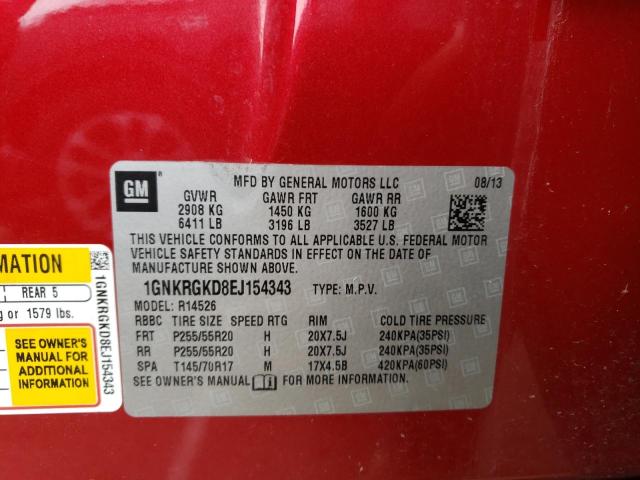 GM
MFD BY GENERAL MOTORS LLC 08/13
GVWR GAWR FRT GAWR RR
2908 KG 1450 KG 1600 KG
6411 LB 3196 LB 3527 LB
THIS VEHICLE CONFORMS TO ALL APPLICABLE U.S. FEDERAL MOTOR
VEHICLE SAFETY STANDARDS IN EFFECT ON THE DATE OF
MANUFACTURE SHOWN ABOVE.
1GNKRGKD8EJ154343 TYPE: M.P.V.
MODEL: R14526
RBBC TIRE SIZE SPEED RTG RIM COLD TIRE PRESSURE
FRT P255/55R20 H 20X7.5J 240KPA(35PSI)
RR P255/55R20 H 20X7.5J 240KPA(35PSI)
SPA T145/70R17 M 17X4.5B 420KPA(60PSI)
SEE OWNER'S MANUAL FOR MORE INFORMATION
MATION
REAR 5
g or 1579 lbs.
SEE OWNER'S
MANUAL FOR
ADDITIONAL
INFORMATION
1GNKRGKD8EJ154343